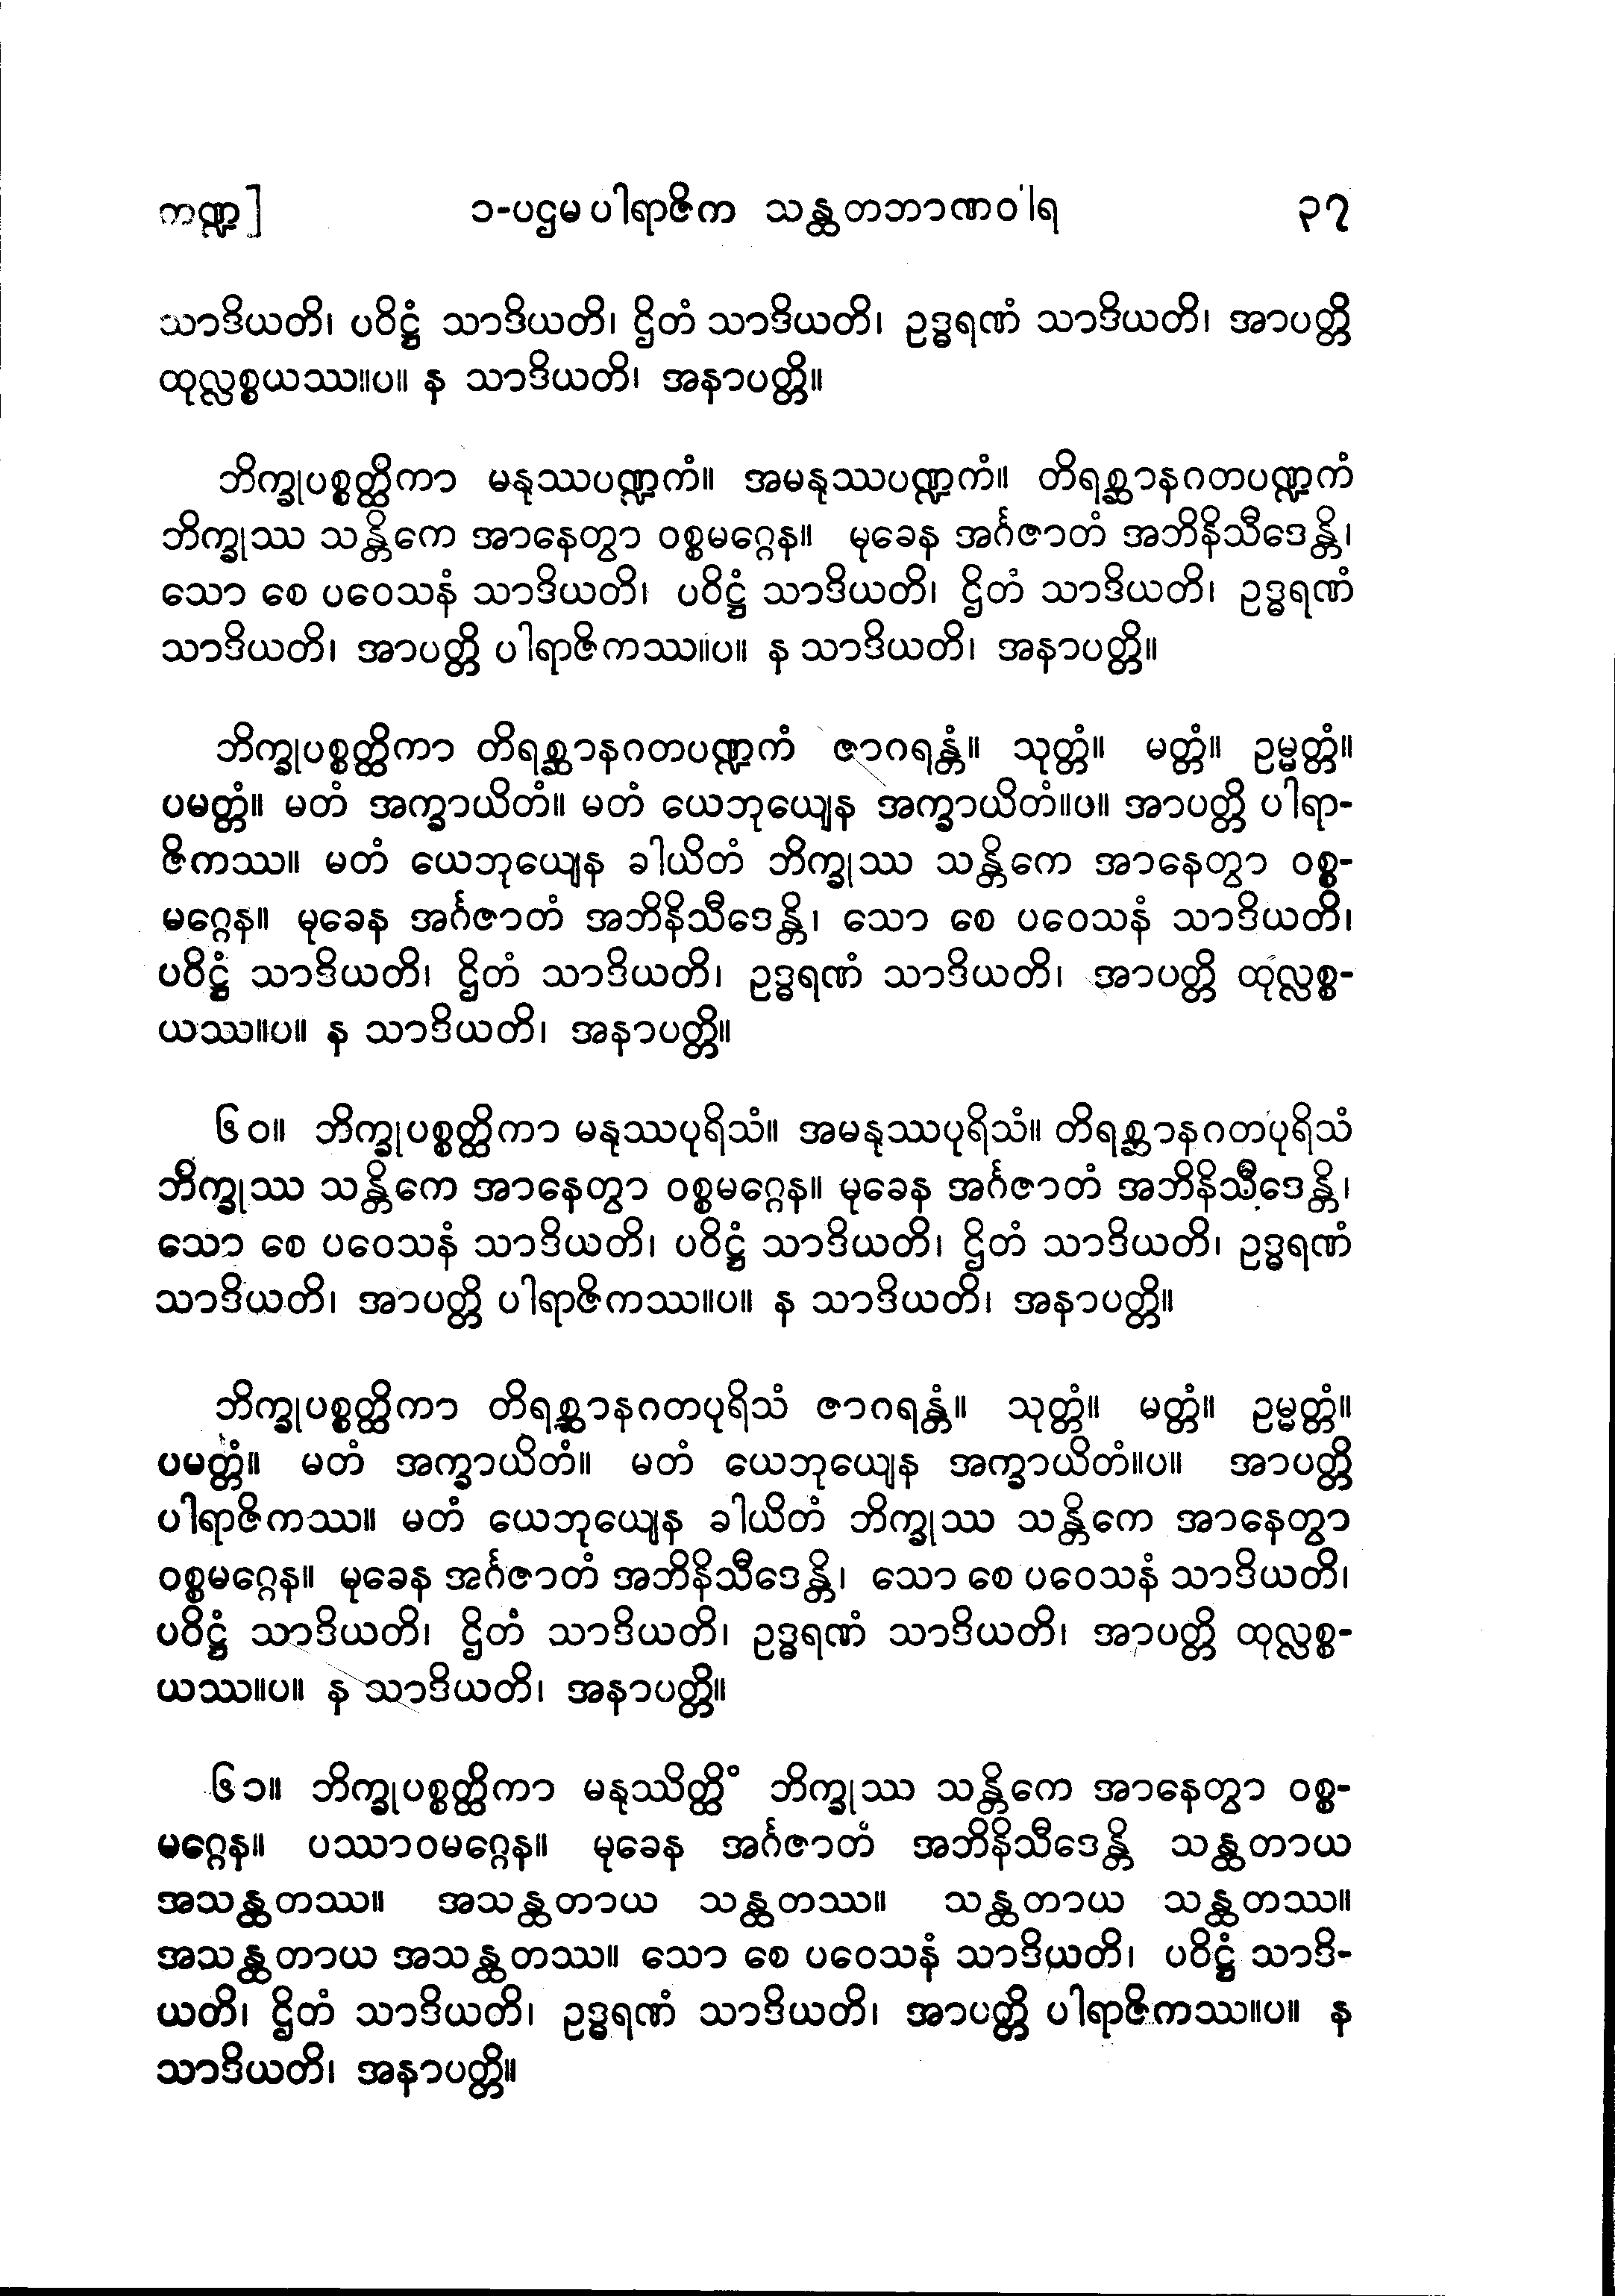 ကဏ္ဍ] ၁-ပဌမ ပါရာဇိက သန္ထတဘာဏဝါရ ၃၇
သာဒိယတိ၊ ပဝိဋ္ဌံ သာဒိယတိ၊ ဌိတံ သာဒိယတိ၊ ဥဒ္ဓရဏံ သာဒိယတိ၊ အာပတ္တိ
ထုလ္လစ္စယဿ။ပ။ န သာဒိယတိ၊ အနာပတ္တိ။
ဘိက္ခုပစ္စတ္ထိကာ မနုဿပဏ္ဍကံ။ အမနုဿပဏ္ဍကံ။ တိရစ္ဆာနဂတပဏ္ဍကံ
ဘိက္ခုဿ သန္တိကေ အာနေတွာ ဝစ္စမဂ္ဂေန။ မုခေန အင်္ဂဇာတံ အဘိနိသီဒေန္တိ၊
သော စေ ပဝေသနံ သာဒိယတိ၊ ပဝိဋ္ဌံ သာဒိယတိ၊ ဌိတံ သာဒိယတိ၊ ဥဒ္ဓရဏံ
သာဒိယတိ၊ အာပတ္တိ ပါရာဇိကဿ။ပ။ န သာဒိယတိ၊ အနာပတ္တိ။
ဘိက္ခုပစ္စတ္ထိကာ တိရစ္ဆာနဂတပဏ္ဍကံ ဇာဂရန္တံ။ သုတ္တံ။ မတ္တံ။ ဥမ္မတ္တံ။
ပမတ္တံ။ မတံ အက္ခာယိတံ။ မတံ ယေဘုယျေန အက္ခာယိတံ။ပ။ အာပတ္တိ ပါရာ-
ဇိကဿ။ မတံ ယေဘုယျေန ခါယိတံ ဘိက္ခုဿ သန္တိကေ အာနေတွာ ဝစ္စ-
မဂ္ဂေန။ မုခေန အင်္ဂဇာတံ အဘိနိသီဒေန္တိ၊ သော စေ ပဝေသနံ သာဒိယတိ၊
ပဝိဋ္ဌံ သာဒိယတိ၊ ဌိတံ သာဒိယတိ၊ ဥဒ္ဓရဏံ သာဒိယတိ၊ အာပတ္တိ ထုလ္လစ္စ-
ယဿ။ပ။ န သာဒိယတိ၊ အနာပတ္တိ။
၆၀။ ဘိက္ခုပစ္စတ္ထိကာ မနုဿပုရိသံ။ အမနုဿပုရိသံ။ တိရစ္ဆာနဂတပုရိသံ
ဘိက္ခုဿ သန္တိကေ အာနေတွာ ဝစ္စမဂ္ဂေန။ မုခေန အင်္ဂဇာတံ အဘိနိသီဒေန္တိ၊
သော စေ ပဝေသနံ သာဒိယတိ၊ ပဝိဋ္ဌံ သာဒိယတိ၊ ဌိတံ သာဒိယတိ၊ ဥဒ္ဓရဏံ
သာဒိယတိ၊ အာပတ္တိ ပါရာဇိကဿ။ပ။ န သာဒိယတိ၊ အနာပတ္တိ။
ဘိက္ခုပစ္စတ္ထိကာ တိရစ္ဆာနဂတပုရိသံ ဇာဂရန္တံ။ သုတ္တံ။ မတ္တံ။ ဥမ္မတ္တံ။
ပမတ္တံ။ မတံ အက္ခာယိတံ။ မတံ ယေဘုယျေန အက္ခာယိတံ။ပ။ အာပတ္တိ
ပါရာဇိကဿ။ မတံ ယေဘုယျေန ခါယိတံ ဘိက္ခုဿ သန္တိကေ အာနေတွာ
ဝစ္စမဂ္ဂေန။ မုခေန အင်္ဂဇာတံ အဘိနိသီဒေန္တိ၊ သော စေ ပဝေသနံ သာဒိယတိ၊
ပဝိဋ္ဌံ သာဒိယတိ၊ ဌိတံ သာဒိယတိ၊ ဥဒ္ဓရဏံ သာဒိယတိ၊ အာပတ္တိ ထုလ္လစ္စ-
ယဿ။ပ။ န သာဒိယတိ၊ အနာပတ္တိ။
၆၁။ ဘိက္ခုပစ္စတ္ထိကာ မနုဿိတ္ထိံ ဘိက္ခုဿ သန္တိကေ အာနေတွာ ဝစ္စ-
မဂ္ဂေန။ ပဿာဝမဂ္ဂေန။ မုခေန အင်္ဂဇာတံ အဘိနိသီဒေန္တိ သန္ထတာယ
အသန္ထတဿ။ အသန္ထတာယ သန္ထတဿ။ သန္ထတာယ သန္ထတဿ။
အသန္ထတာယ အသန္ထတဿ။ သော စေ ပဝေသနံ သာဒိယတိ၊ ပဝိဋ္ဌံ သာဒိ-
ယတိ၊ ဌိတံ သာဒိယတိ၊ ဥဒ္ဓရဏံ သာဒိယတိ၊ အာပတ္တိ ပါရာဇိကဿ။ပ။ န
သာဒိယတိ၊ အနာပတ္တိ။